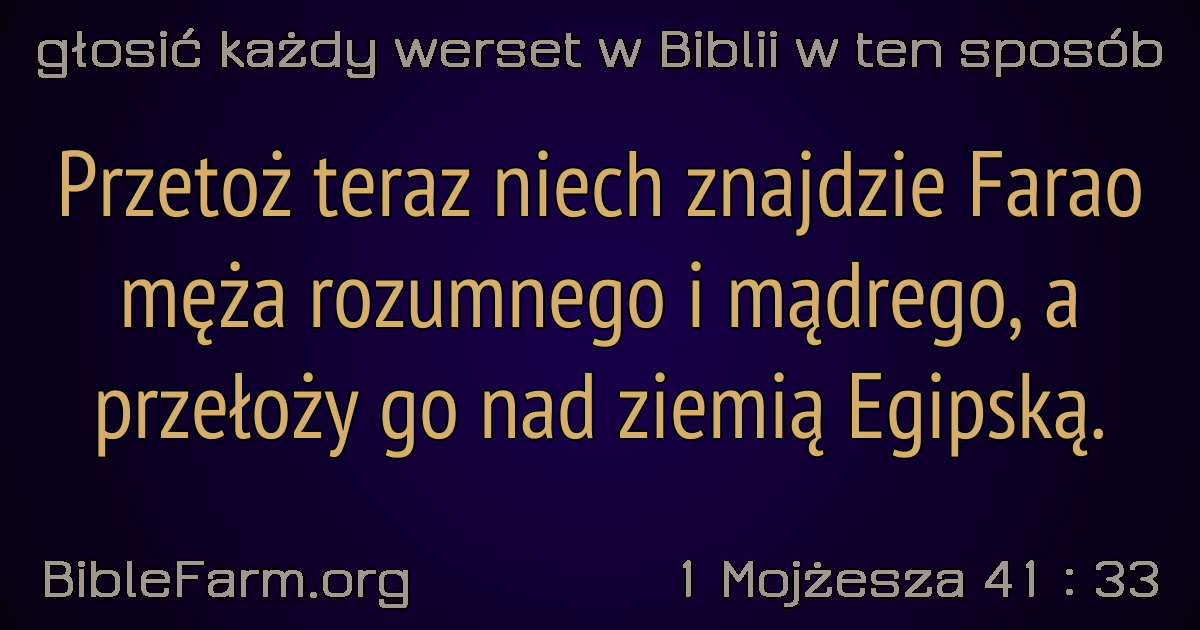 głosić każdy werset w Biblii w ten sposób
Przetoż teraz niech znajdzie Farao
męża rozumnego i mądrego, a
przełoży go nad ziemią Egipską.
BibleFarm.org
1 Mojżesza 41 : 33